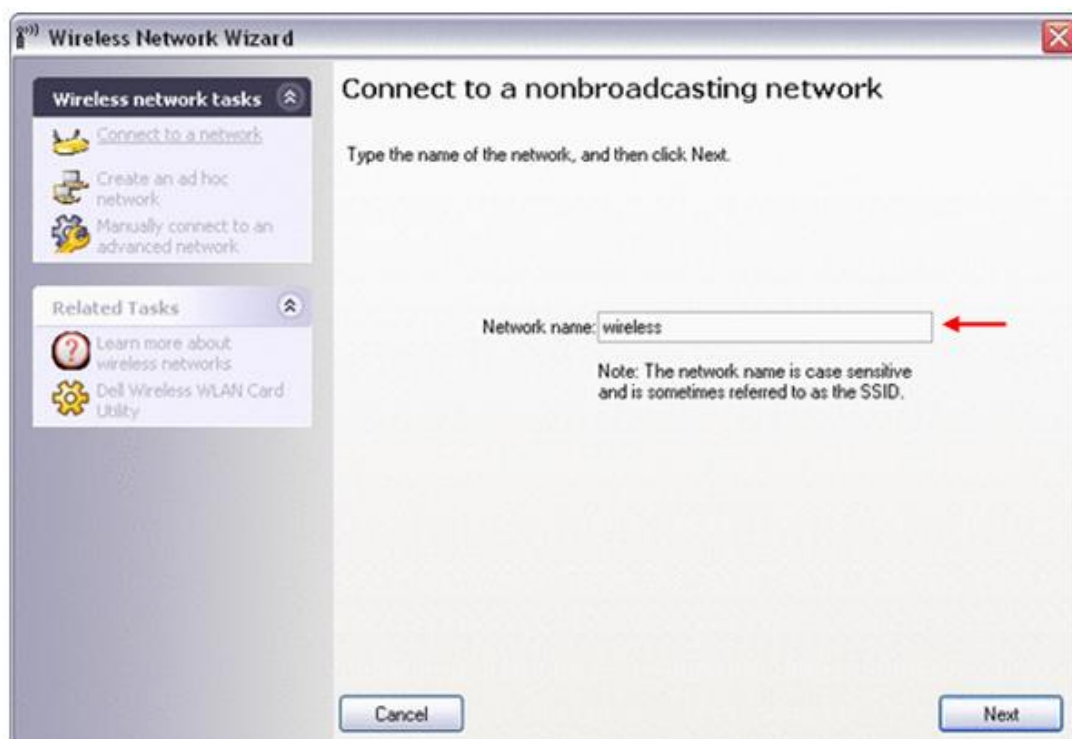 Wireless Network Wizard
Wireless network tasks
Connect to a network
Create an ad hoc
network
Manually connect to an
advanced network
Related Tasks
Learn more about
wireless networks
Dell Wireless WLAN Card
Utility
Connect to a nonbroadcasting network
Type the name of the network, and then click Next.
Network name: wireless
Note: The network name is case sensitive
and is sometimes referred to as the SSID.
Cancel
Next